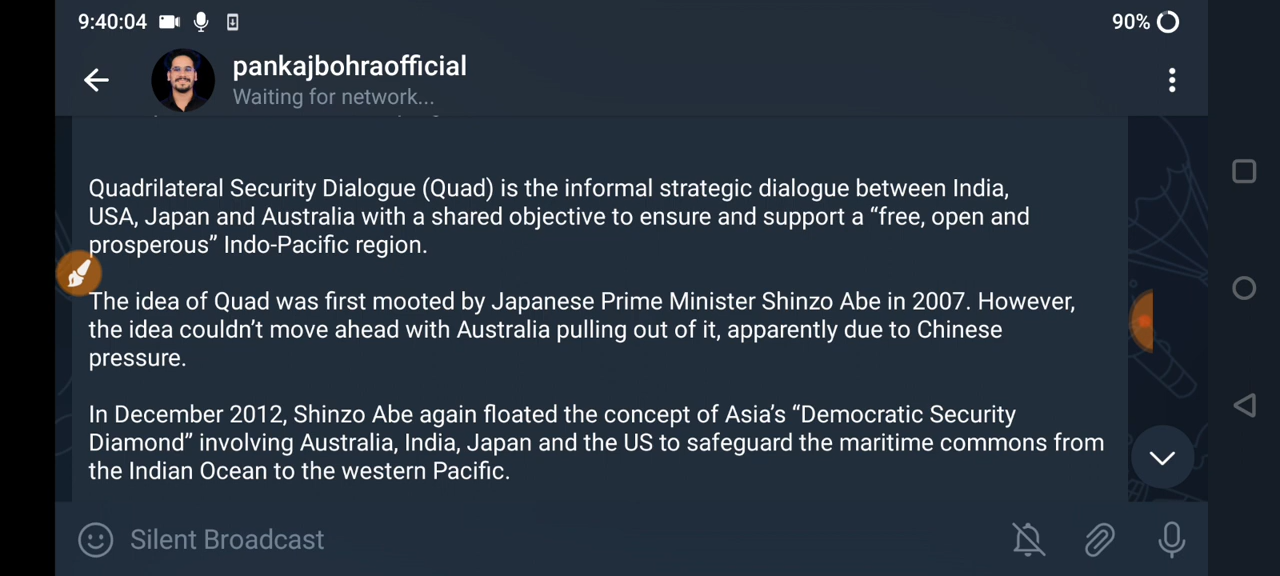 9:40:04
90%
pankajbohraofficial
Waiting for network...
Quadrilateral Security Dialogue (Quad) is the informal strategic dialogue between India,
USA, Japan and Australia with a shared objective to ensure and support a “free, open and
prosperous” Indo-Pacific region.
The idea of Quad was first mooted by Japanese Prime Minister Shinzo Abe in 2007. However,
the idea couldn’t move ahead with Australia pulling out of it, apparently due to Chinese
pressure.
In December 2012, Shinzo Abe again floated the concept of Asia’s “Democratic Security
Diamond” involving Australia, India, Japan and the US to safeguard the maritime commons from
the Indian Ocean to the western Pacific.
Silent Broadcast